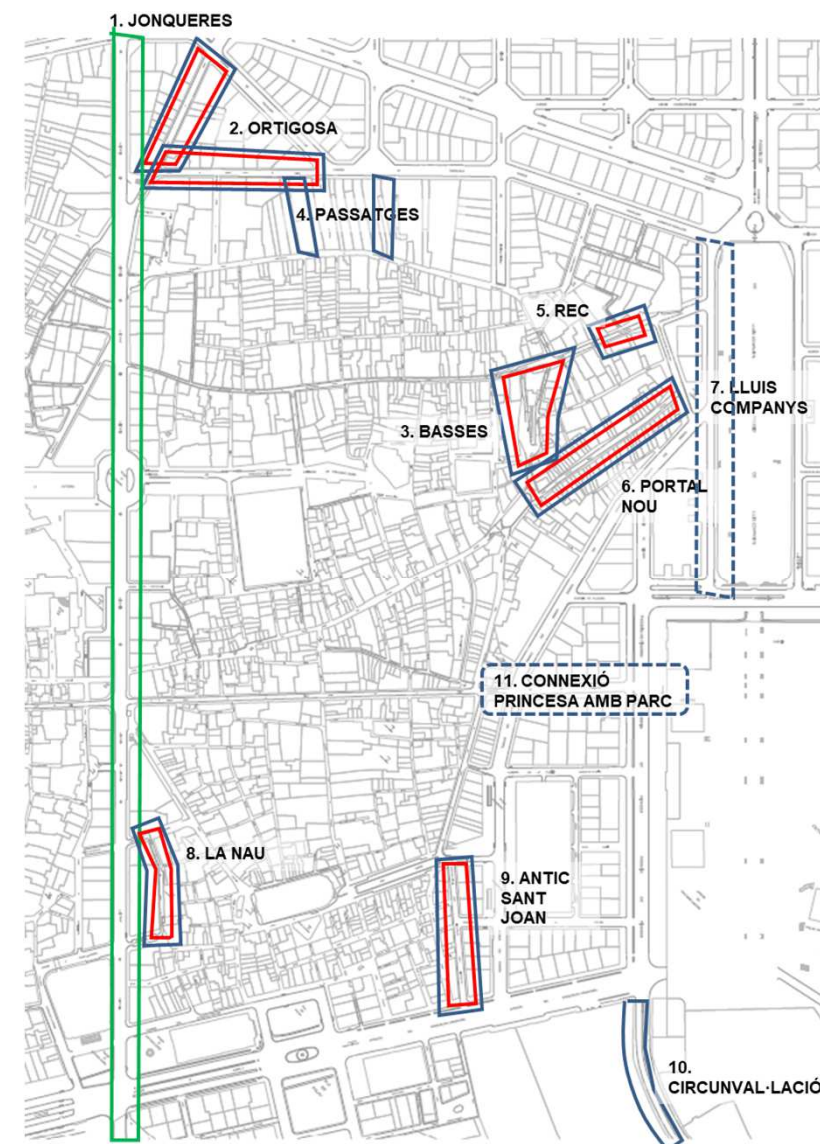 1. JONQUERES
2. ORTIGOSA
4. PASSATGES
5. REC
7. LLUIS
COMPANYS
3. BASSES
6. PORTAL
NOU
11. CONNEXIÓ
PRINCESA AMB PARC
8. LA NAU
9. ANTIC
SANT
JOAN
10.
CIRCUNVAL·LACIÓ